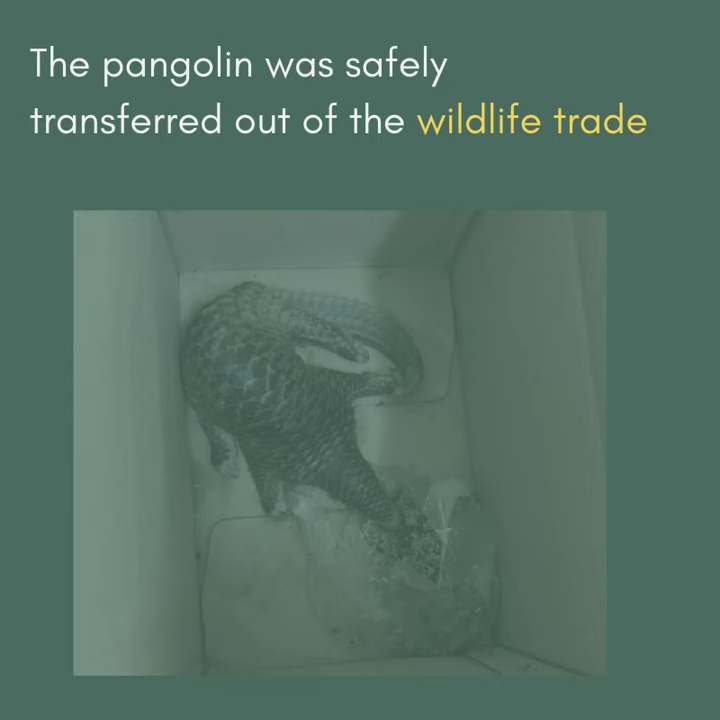 The pangolin was safely
transferred out of the wildlife trade